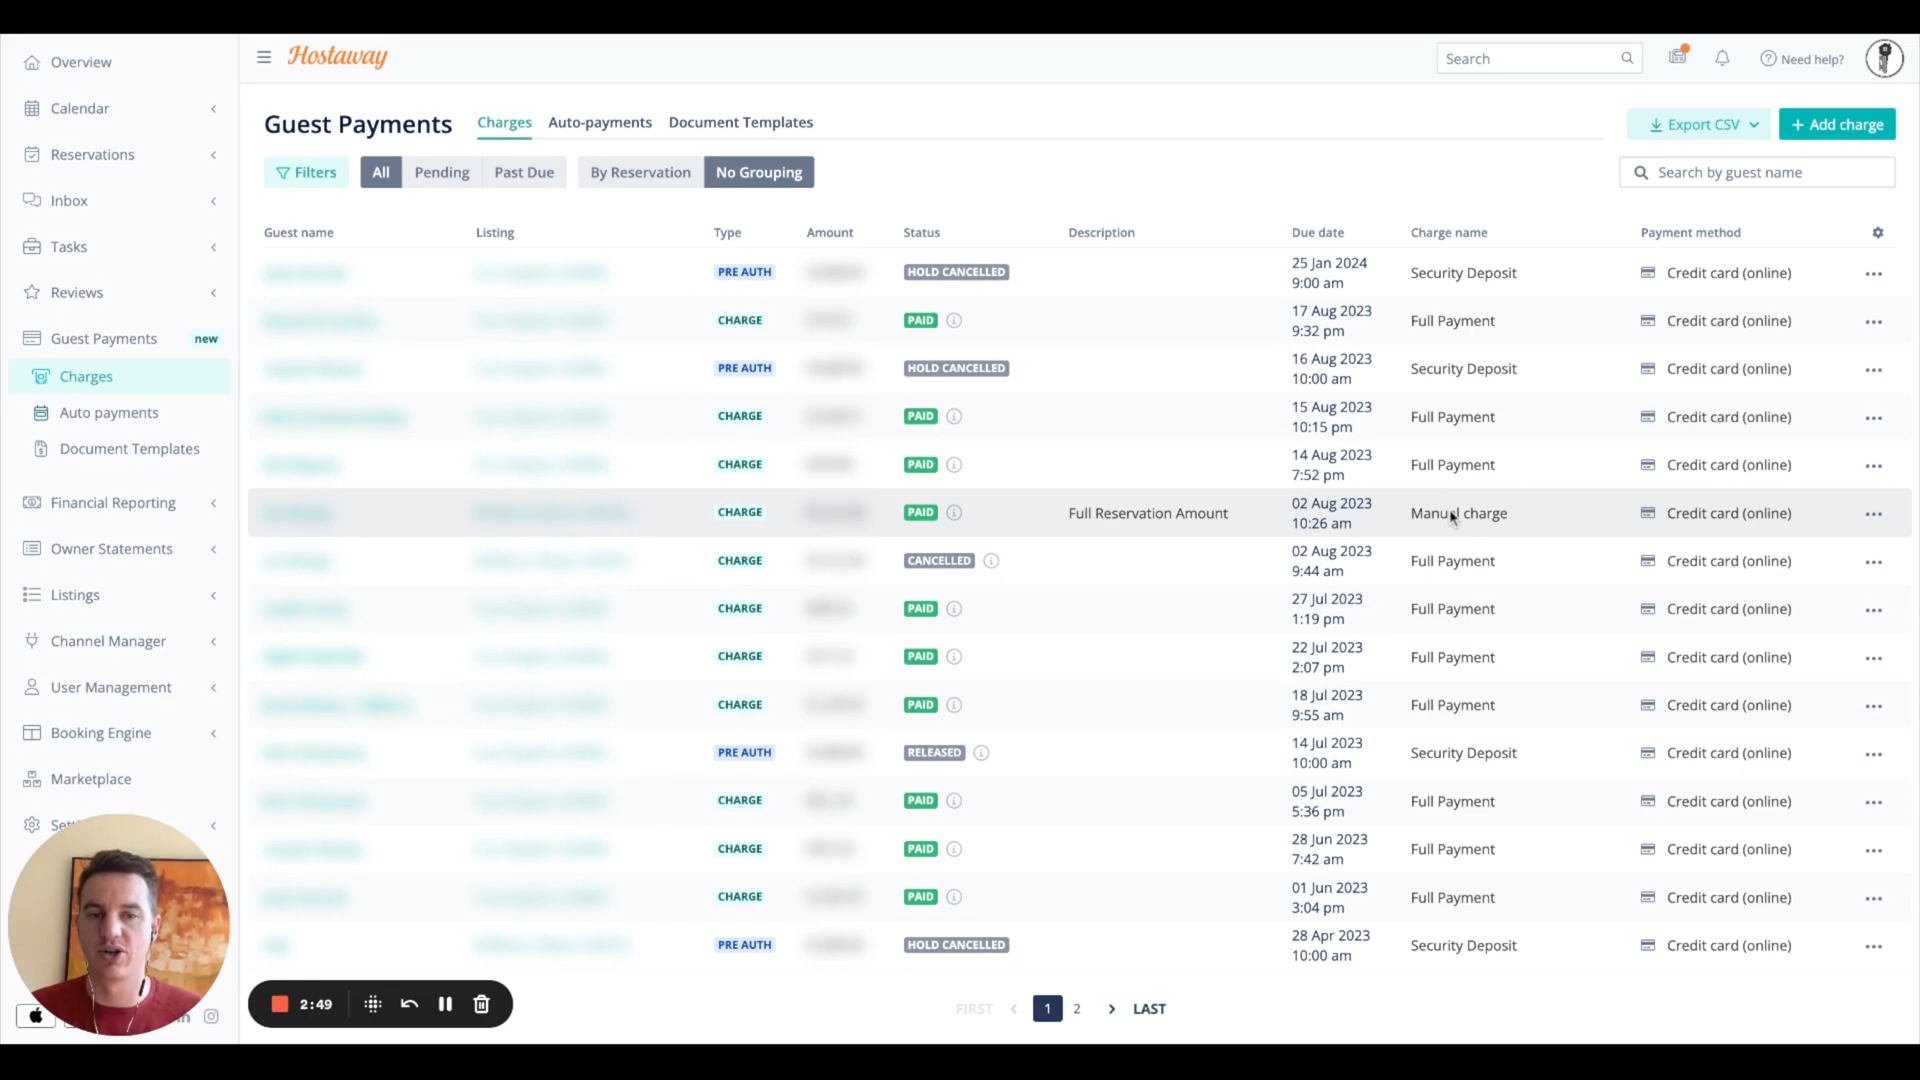 Overview
Calendar
Reservations
Inbox
Tasks
Reviews
Guest Payments new
Charges
Auto payments
Document Templates
Financial Reporting
Owner Statements
Listings
Channel Manager
User Management
Booking Engine
Marketplace
Hostaway
Search
Need help?
Guest Payments Charges Auto-payments Document Templates
Export CSV + Add charge
Filters All Pending Past Due By Reservation No Grouping
Search by guest name
Guest name Listing Type Amount Status Description Due date Charge name Payment method
PRE AUTH HOLD CANCELLED 25 Jan 2024 9:00 am Security Deposit Credit card (online)
CHARGE PAID 17 Aug 2023 9:32 pm Full Payment Credit card (online)
PRE AUTH HOLD CANCELLED 16 Aug 2023 10:00 am Security Deposit Credit card (online)
CHARGE PAID 15 Aug 2023 10:15 pm Full Payment Credit card (online)
CHARGE PAID 14 Aug 2023 7:52 pm Full Payment Credit card (online)
CHARGE PAID Full Reservation Amount 02 Aug 2023 10:26 am Manual charge Credit card (online)
CHARGE CANCELLED 02 Aug 2023 9:44 am Full Payment Credit card (online)
CHARGE PAID 27 Jul 2023 1:19 pm Full Payment Credit card (online)
CHARGE PAID 22 Jul 2023 2:07 pm Full Payment Credit card (online)
CHARGE PAID 18 Jul 2023 9:55 am Full Payment Credit card (online)
PRE AUTH RELEASED 14 Jul 2023 10:00 am Security Deposit Credit card (online)
CHARGE PAID 05 Jul 2023 5:36 pm Full Payment Credit card (online)
CHARGE PAID 28 Jun 2023 7:42 am Full Payment Credit card (online)
CHARGE PAID 01 Jun 2023 3:04 pm Full Payment Credit card (online)
PRE AUTH HOLD CANCELLED 28 Apr 2023 10:00 am Security Deposit Credit card (online)
2:49
FIRST 1 2 LAST